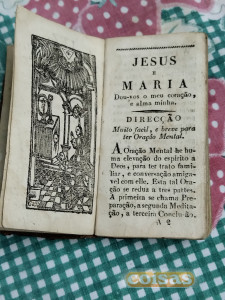 JESUS
E
MARIA
Dou-vos o meu coração,
e alma minha.
DIRECÇÃO
Muito facil, e breve para
ter Oração Mental.
A Oração Mental he hu
ma elevação do espirito a
Deos, para ter trato fami-
liar, e conversação amiga-
vel com elle. Esta tal Ora-
ção se reduz a tres partes.
A primeira se chama Pre-
paração, a segunda Medita-
ção, a terceira Conclusão.
A 2
coisas